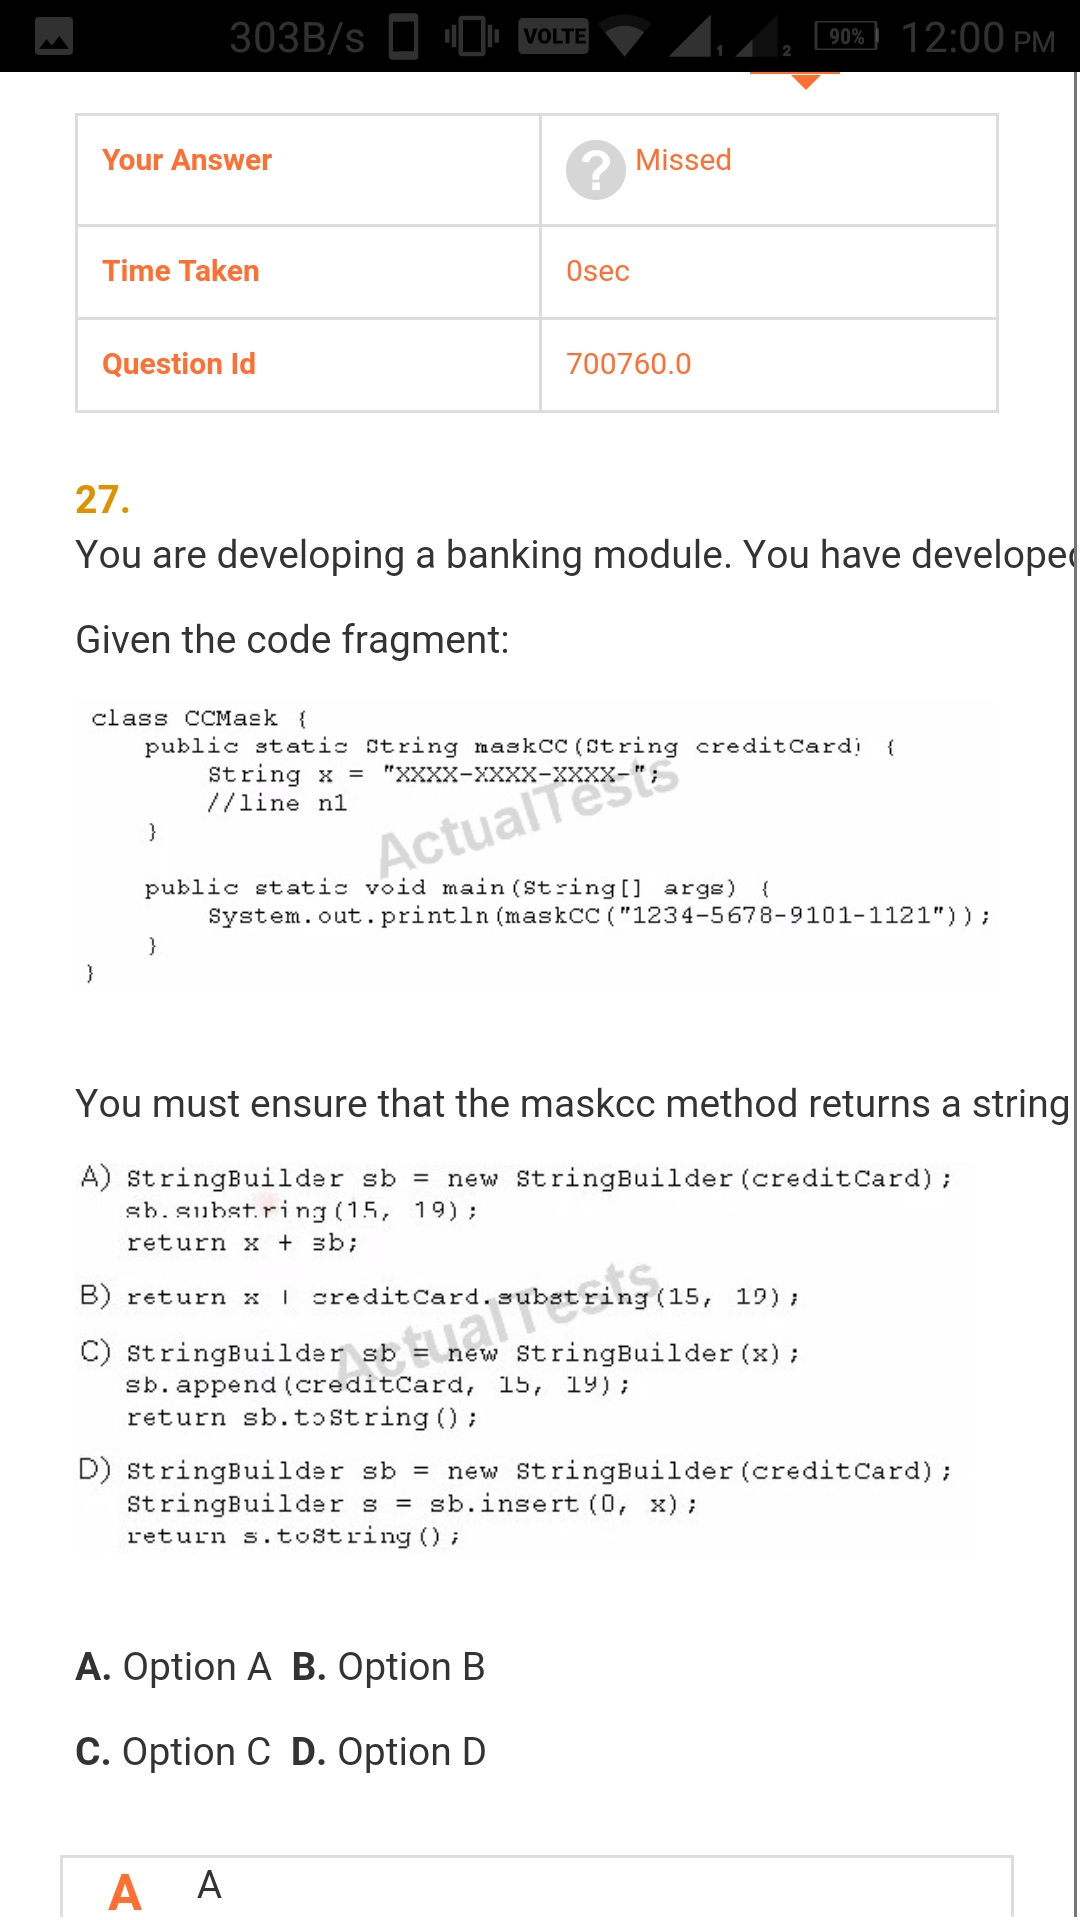 303B/s VOLTE 1 2 90% 12:00 PM
Your Answer ? Missed
Time Taken 0sec
Question Id 700760.0
27.
You are developing a banking module. You have developed
Given the code fragment:
class CCMask {
public static String maskCC(String creditCard) {
String x = "XXXX-XXXX-XXXX-";
//line n1
}
ActualTests
public static void main(String[] args) {
System.out.println(maskCC("1234-5678-9101-1121"));
}
}
You must ensure that the maskcc method returns a string
A) StringBuilder sb = new StringBuilder(creditCard);
sb.substring(15, 19);
return x + sb;
B) return x + creditCard.substring(15, 19);
ActualTests
C) StringBuilder sb = new StringBuilder(x);
sb.append(creditCard, 15, 19);
return sb.toString();
D) StringBuilder sb = new StringBuilder(creditCard);
StringBuilder s = sb.insert(0, x);
return s.toString();
A. Option A B. Option B
C. Option C D. Option D
A A